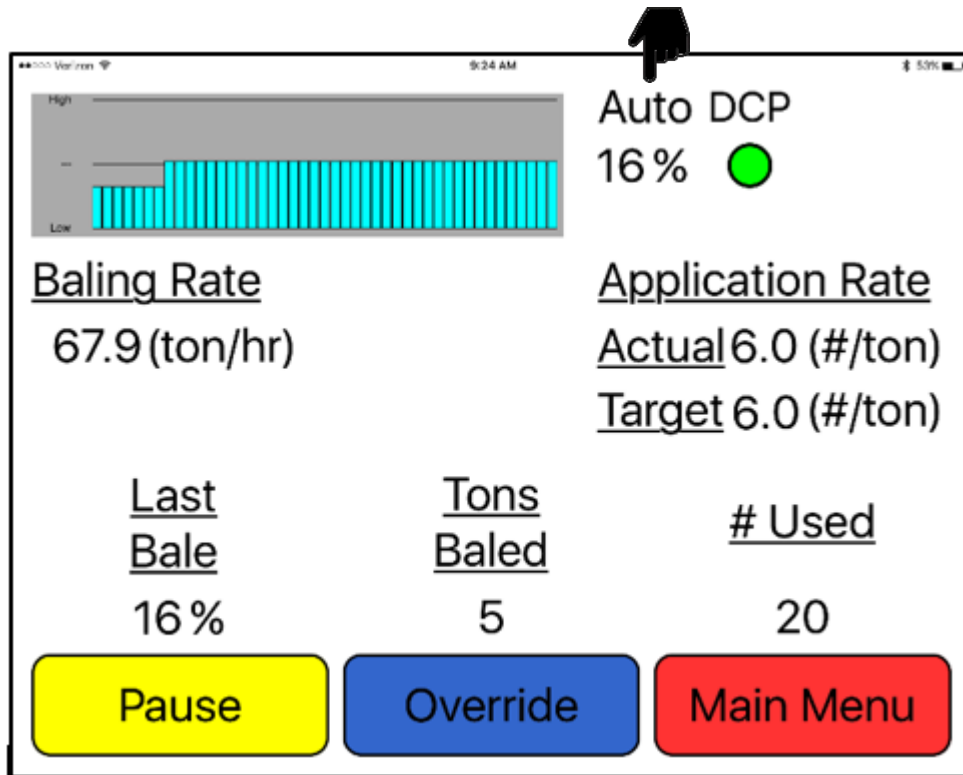 Verizon 9:24 AM 53%
High
Low
Auto DCP
16%
Baling Rate
67.9 (ton/hr)
Application Rate
Actual 6.0 (#/ton)
Target 6.0 (#/ton)
Last Bale
16%
Tons Baled
5
# Used
20
Pause
Override
Main Menu